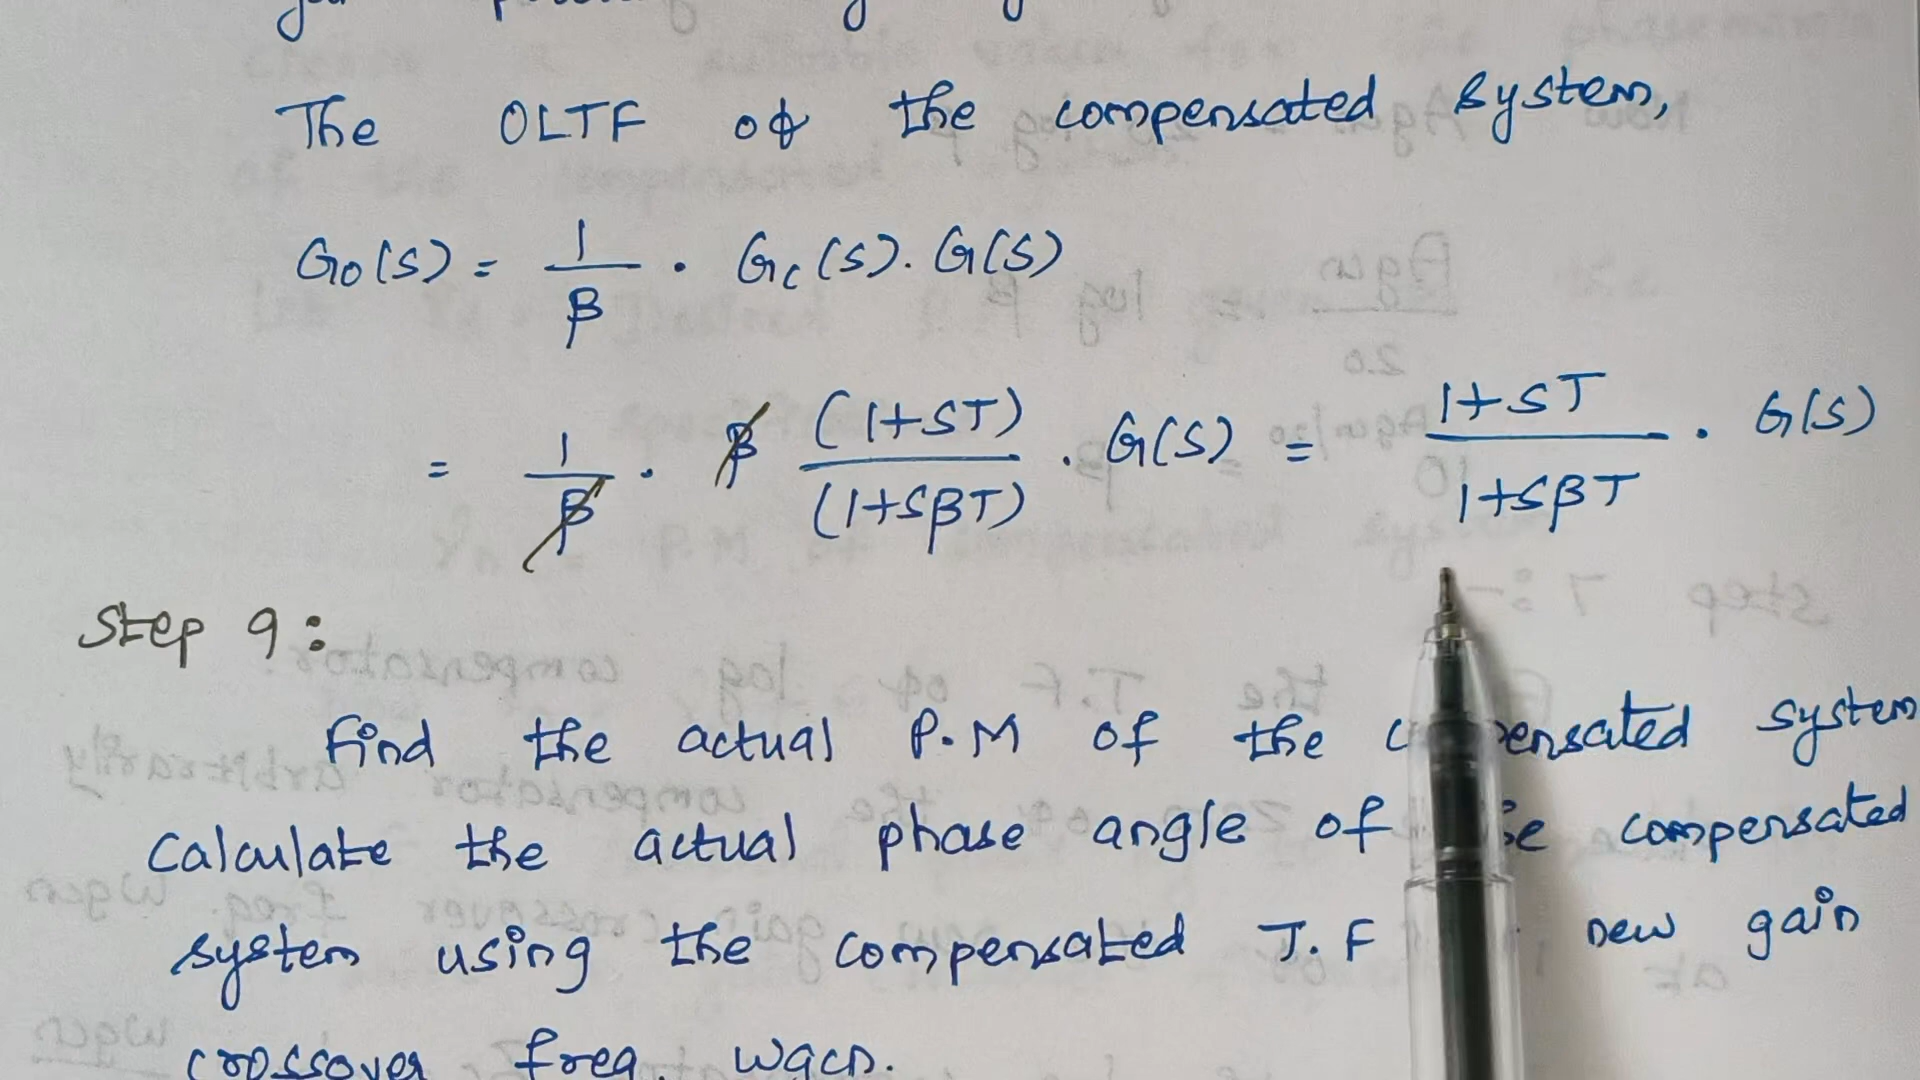 The OLTF of the compensated system,
Go(s) = 1/β . Gc(s). G(s)
= 1/β . β (1+ST)/(1+SβT) . G(s) = 1+ST/1+SβT . G(s)
Step 9:
Find the actual P.M of the system
Calculate the actual phase angle of compensated
system using the compensated T.F new gain
crossover freq. wgcn.